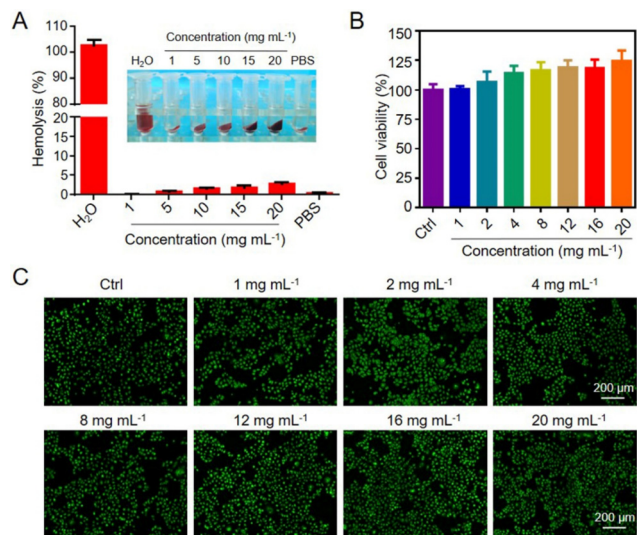 A
Hemolysis (%)
110
100
90
80
20
15
10
5
0
H₂O
1
5
10
15
20
PBS
Concentration (mg mL⁻¹)
Concentration (mg mL⁻¹)
H₂O 1 5 10 15 20 PBS
B
Cell viability (%)
150
125
100
75
50
25
0
Ctrl
1
2
4
8
12
16
20
Concentration (mg mL⁻¹)
C
Ctrl 1 mg mL⁻¹ 2 mg mL⁻¹ 4 mg mL⁻¹
200 μm
8 mg mL⁻¹ 12 mg mL⁻¹ 16 mg mL⁻¹ 20 mg mL⁻¹
200 μm